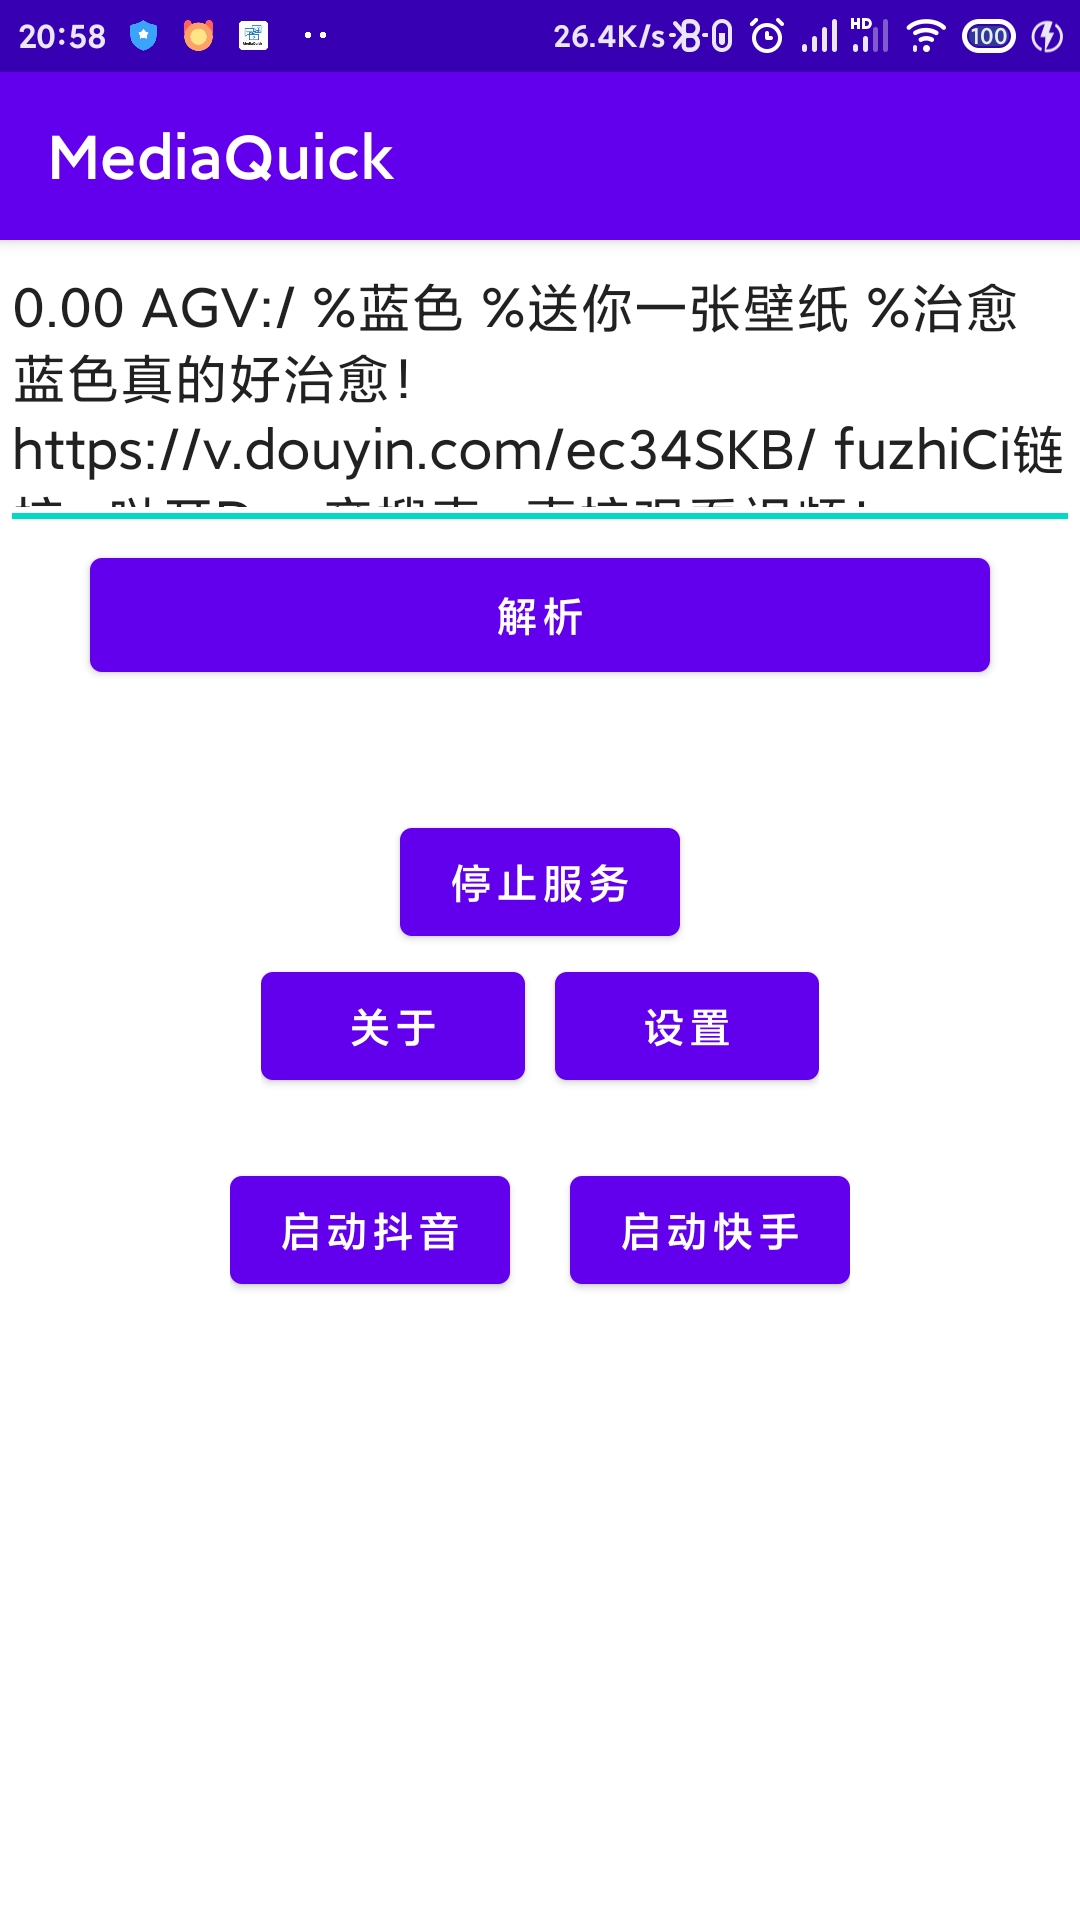 20:58
26.4K/s
HD
100
MediaQuick
0.00 AGV:/ %蓝色 %送你一张壁纸 %治愈
蓝色真的好治愈！
https://v.douyin.com/ec34SKB/ fuzhiCi链
解析
停止服务
关于 设置
启动抖音 启动快手